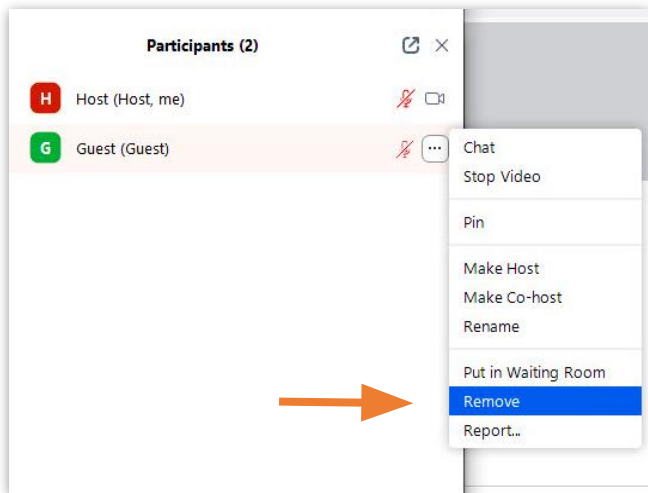 Participants (2)
H Host (Host, me)
G Guest (Guest)
Chat
Stop Video
Pin
Make Host
Make Co-host
Rename
Put in Waiting Room
Remove
Report...